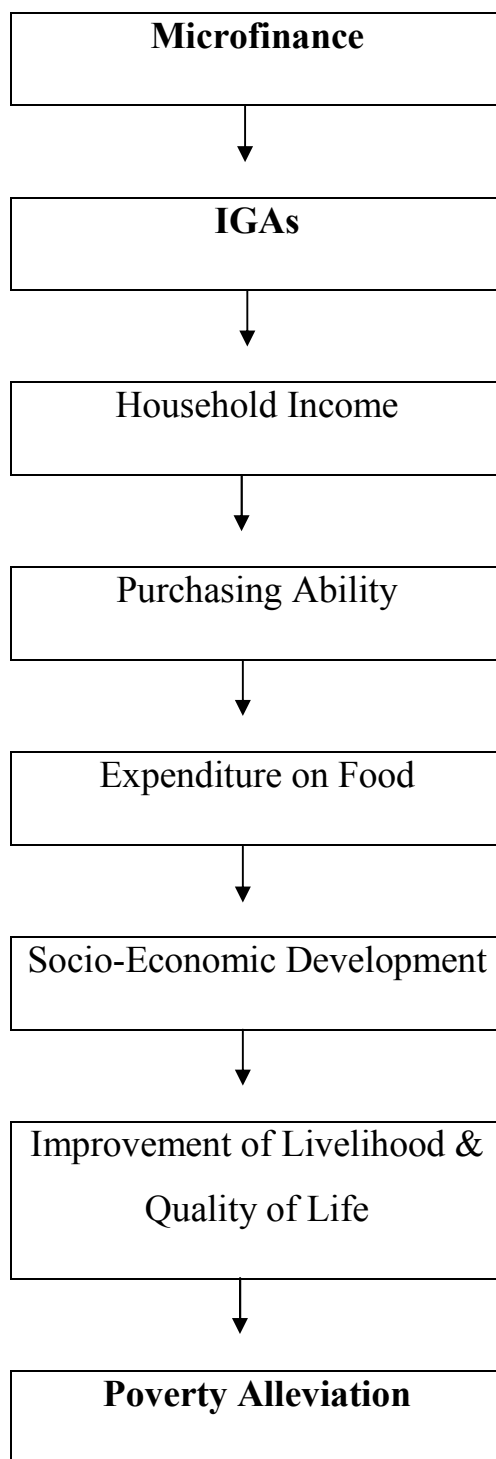 Microfinance
IGAs
Household Income
Purchasing Ability
Expenditure on Food
Socio-Economic Development
Improvement of Livelihood &
Quality of Life
Poverty Alleviation